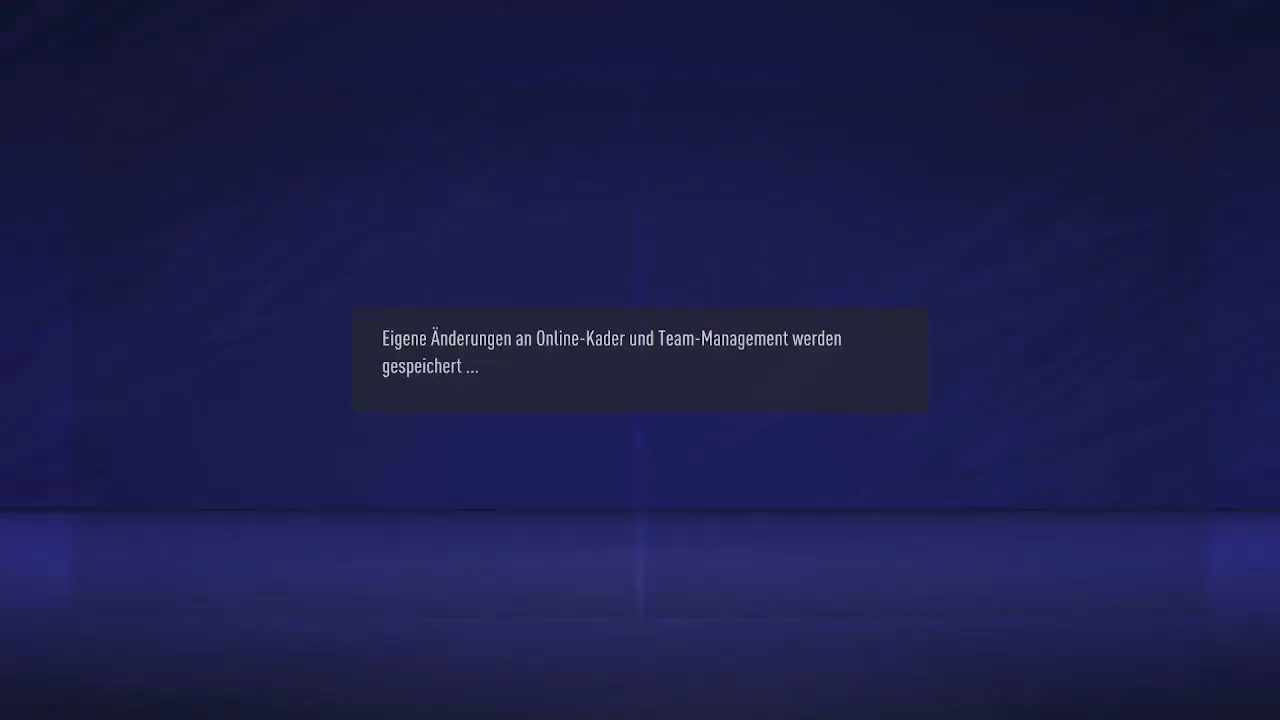 Eigene Änderungen an Online-Kader und Team-Management werden
gespeichert ...